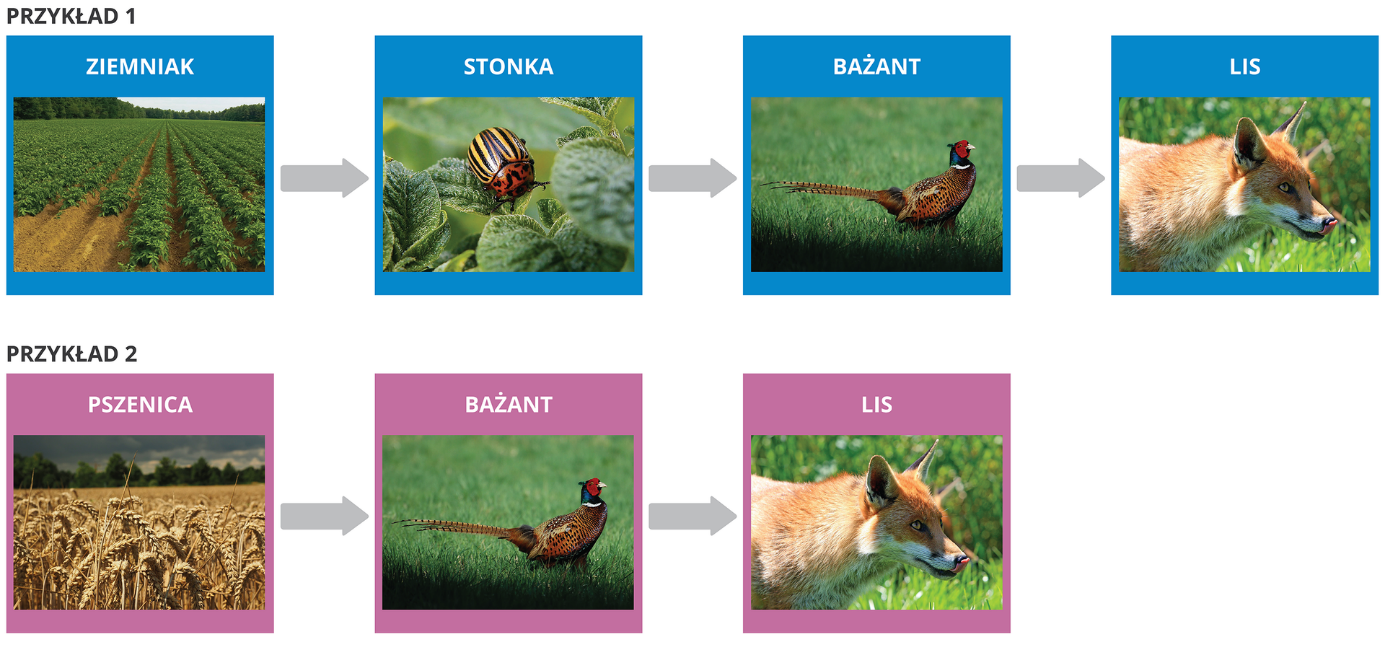 PRZYKŁAD 1
ZIEMNIAK
STONKA
BAŻANT
LIS
PRZYKŁAD 2
PSZENICA
BAŻANT
LIS